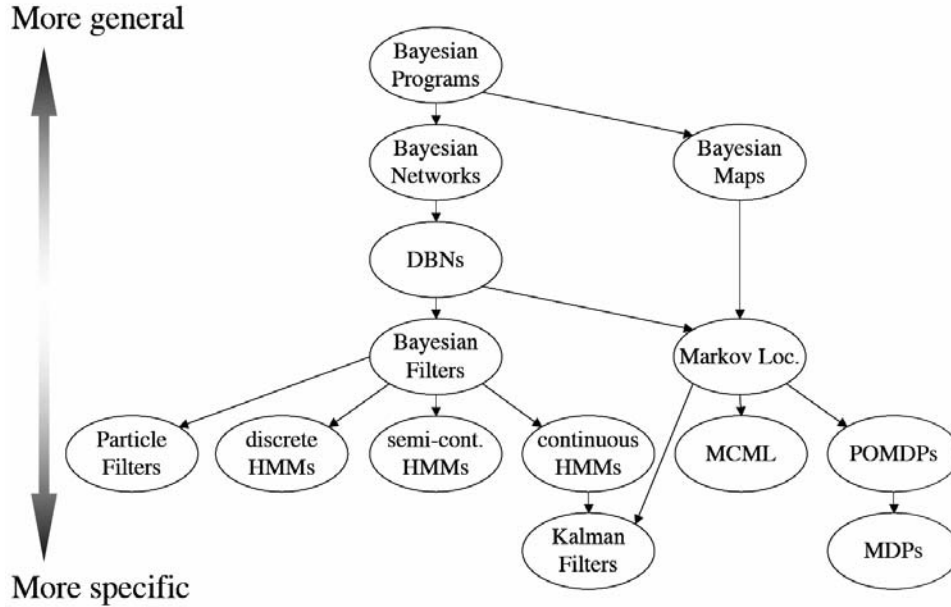 More general
Bayesian
Programs
Bayesian
Networks
Bayesian
Maps
DBNs
Bayesian
Filters
Markov Loc.
Particle
Filters
discrete
HMMs
semi-cont.
HMMs
continuous
HMMs
MCML
POMDPs
Kalman
Filters
MDPs
More specific